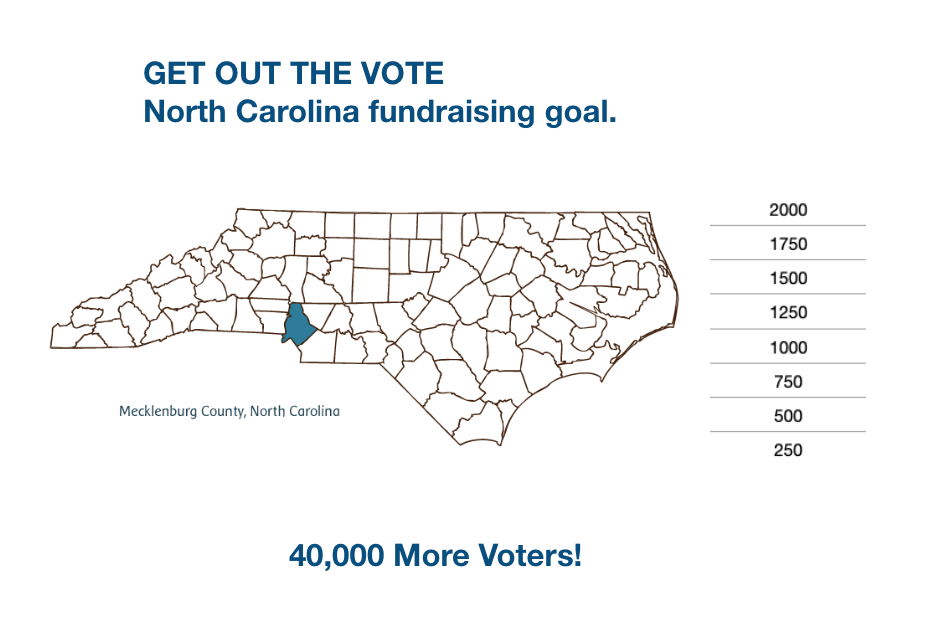 GET OUT THE VOTE
North Carolina fundraising goal.
2000
1750
1500
1250
1000
750
500
250
Mecklenburg County, North Carolina
40,000 More Voters!